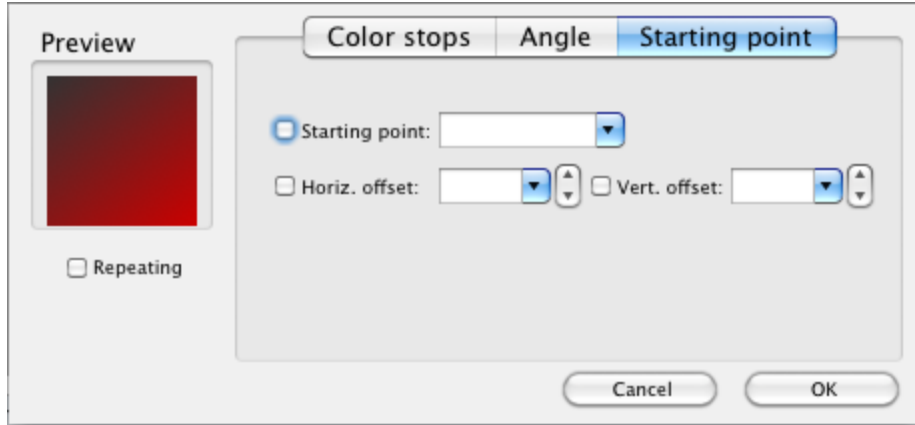 Preview
Color stops Angle Starting point
Starting point:
Horiz. offset: Vert. offset:
Repeating
Cancel OK